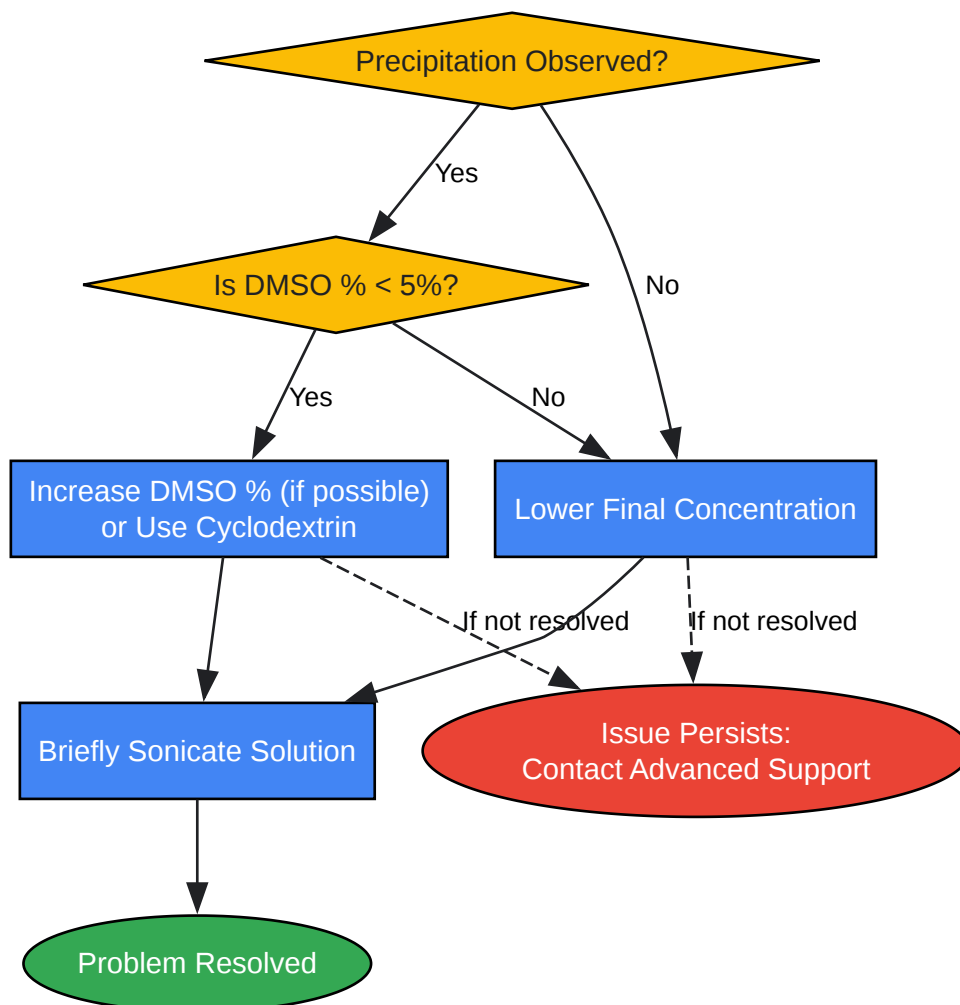 Precipitation Observed?
Yes
Is DMSO % < 5%?
No
Yes
No
Increase DMSO % (if possible)
or Use Cyclodextrin
Lower Final Concentration
If not resolved
If not resolved
Briefly Sonicate Solution
Issue Persists:
Contact Advanced Support
Problem Resolved